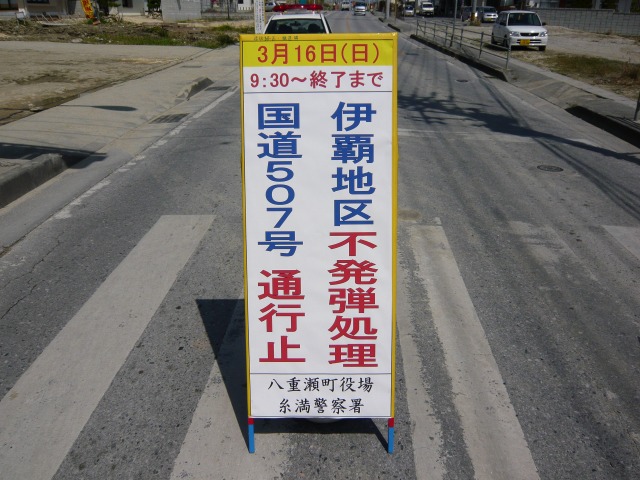 3月16日(日)
9:30～終了まで
伊覇地区不発弾処理
国道507号 通行止
八重瀬町役場
糸満警察署